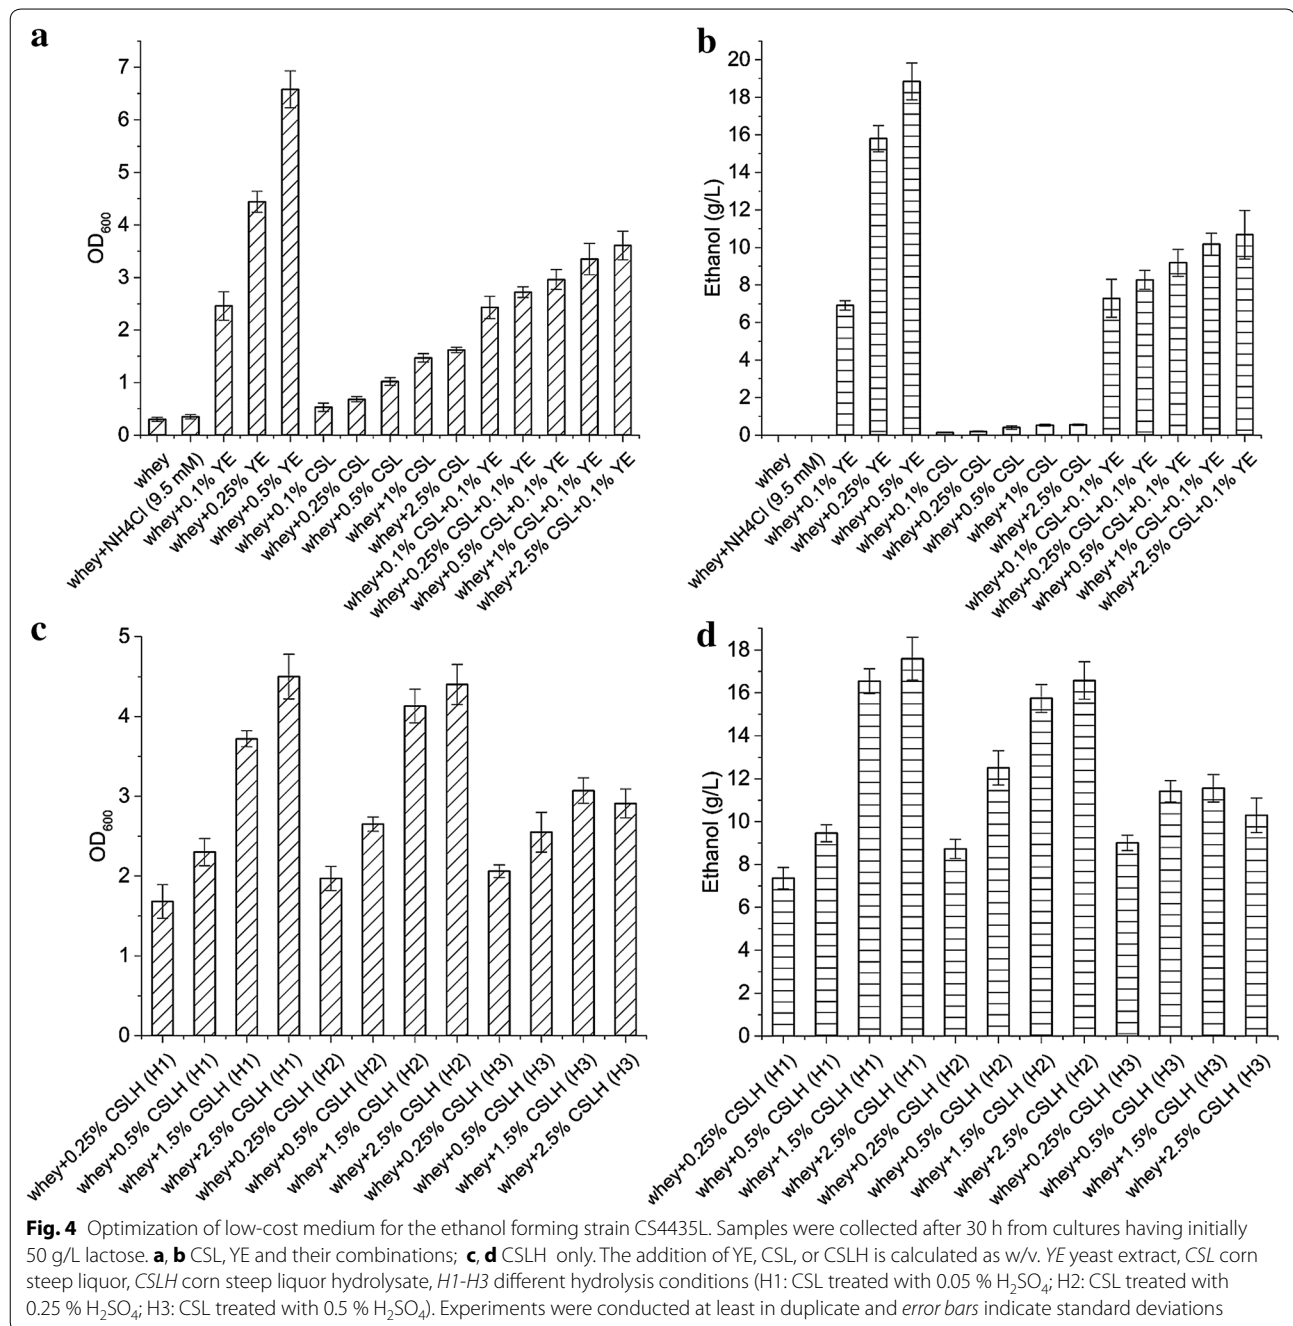 a
7
6
5
4
3
2
1
0
OD600
whey
whey+NH4Cl (9.5 mM)
whey+0.1% YE
whey+0.25% YE
whey+0.5% YE
whey+0.1% CSL
whey+0.25% CSL
whey+0.5% CSL
whey+1% CSL
whey+2.5% CSL
whey+0.1% CSL+0.1% YE
whey+0.25% CSL+0.1% YE
whey+0.5% CSL+0.1% YE
whey+1% CSL+0.1% YE
whey+2.5% CSL+0.1% YE
b
20
18
16
14
12
10
8
6
4
2
0
Ethanol (g/L)
whey
whey+NH4Cl (9.5 mM)
whey+0.1% YE
whey+0.25% YE
whey+0.5% YE
whey+0.1% CSL
whey+0.25% CSL
whey+0.5% CSL
whey+1% CSL
whey+2.5% CSL
whey+0.1% CSL+0.1% YE
whey+0.25% CSL+0.1% YE
whey+0.5% CSL+0.1% YE
whey+1% CSL+0.1% YE
whey+2.5% CSL+0.1% YE
c
5
4
3
2
1
0
OD600
whey+0.25% CSLH (H1)
whey+0.5% CSLH (H1)
whey+1.5% CSLH (H1)
whey+2.5% CSLH (H1)
whey+0.25% CSLH (H2)
whey+0.5% CSLH (H2)
whey+1.5% CSLH (H2)
whey+2.5% CSLH (H2)
whey+0.25% CSLH (H3)
whey+0.5% CSLH (H3)
whey+1.5% CSLH (H3)
whey+2.5% CSLH (H3)
d
18
16
14
12
10
8
6
4
2
0
Ethanol (g/L)
whey+0.25% CSLH (H1)
whey+0.5% CSLH (H1)
whey+1.5% CSLH (H1)
whey+2.5% CSLH (H1)
whey+0.25% CSLH (H2)
whey+0.5% CSLH (H2)
whey+1.5% CSLH (H2)
whey+2.5% CSLH (H2)
whey+0.25% CSLH (H3)
whey+0.5% CSLH (H3)
whey+1.5% CSLH (H3)
whey+2.5% CSLH (H3)
Fig. 4 Optimization of low-cost medium for the ethanol forming strain CS4435L. Samples were collected after 30 h from cultures having initially
50 g/L lactose. a, b CSL, YE and their combinations; c, d CSLH only. The addition of YE, CSL, or CSLH is calculated as w/v. YE yeast extract, CSL corn
steep liquor, CSLH corn steep liquor hydrolysate, H1-H3 different hydrolysis conditions (H1: CSL treated with 0.05 % H2SO4; H2: CSL treated with
0.25 % H2SO4; H3: CSL treated with 0.5 % H2SO4). Experiments were conducted at least in duplicate and error bars indicate standard deviations